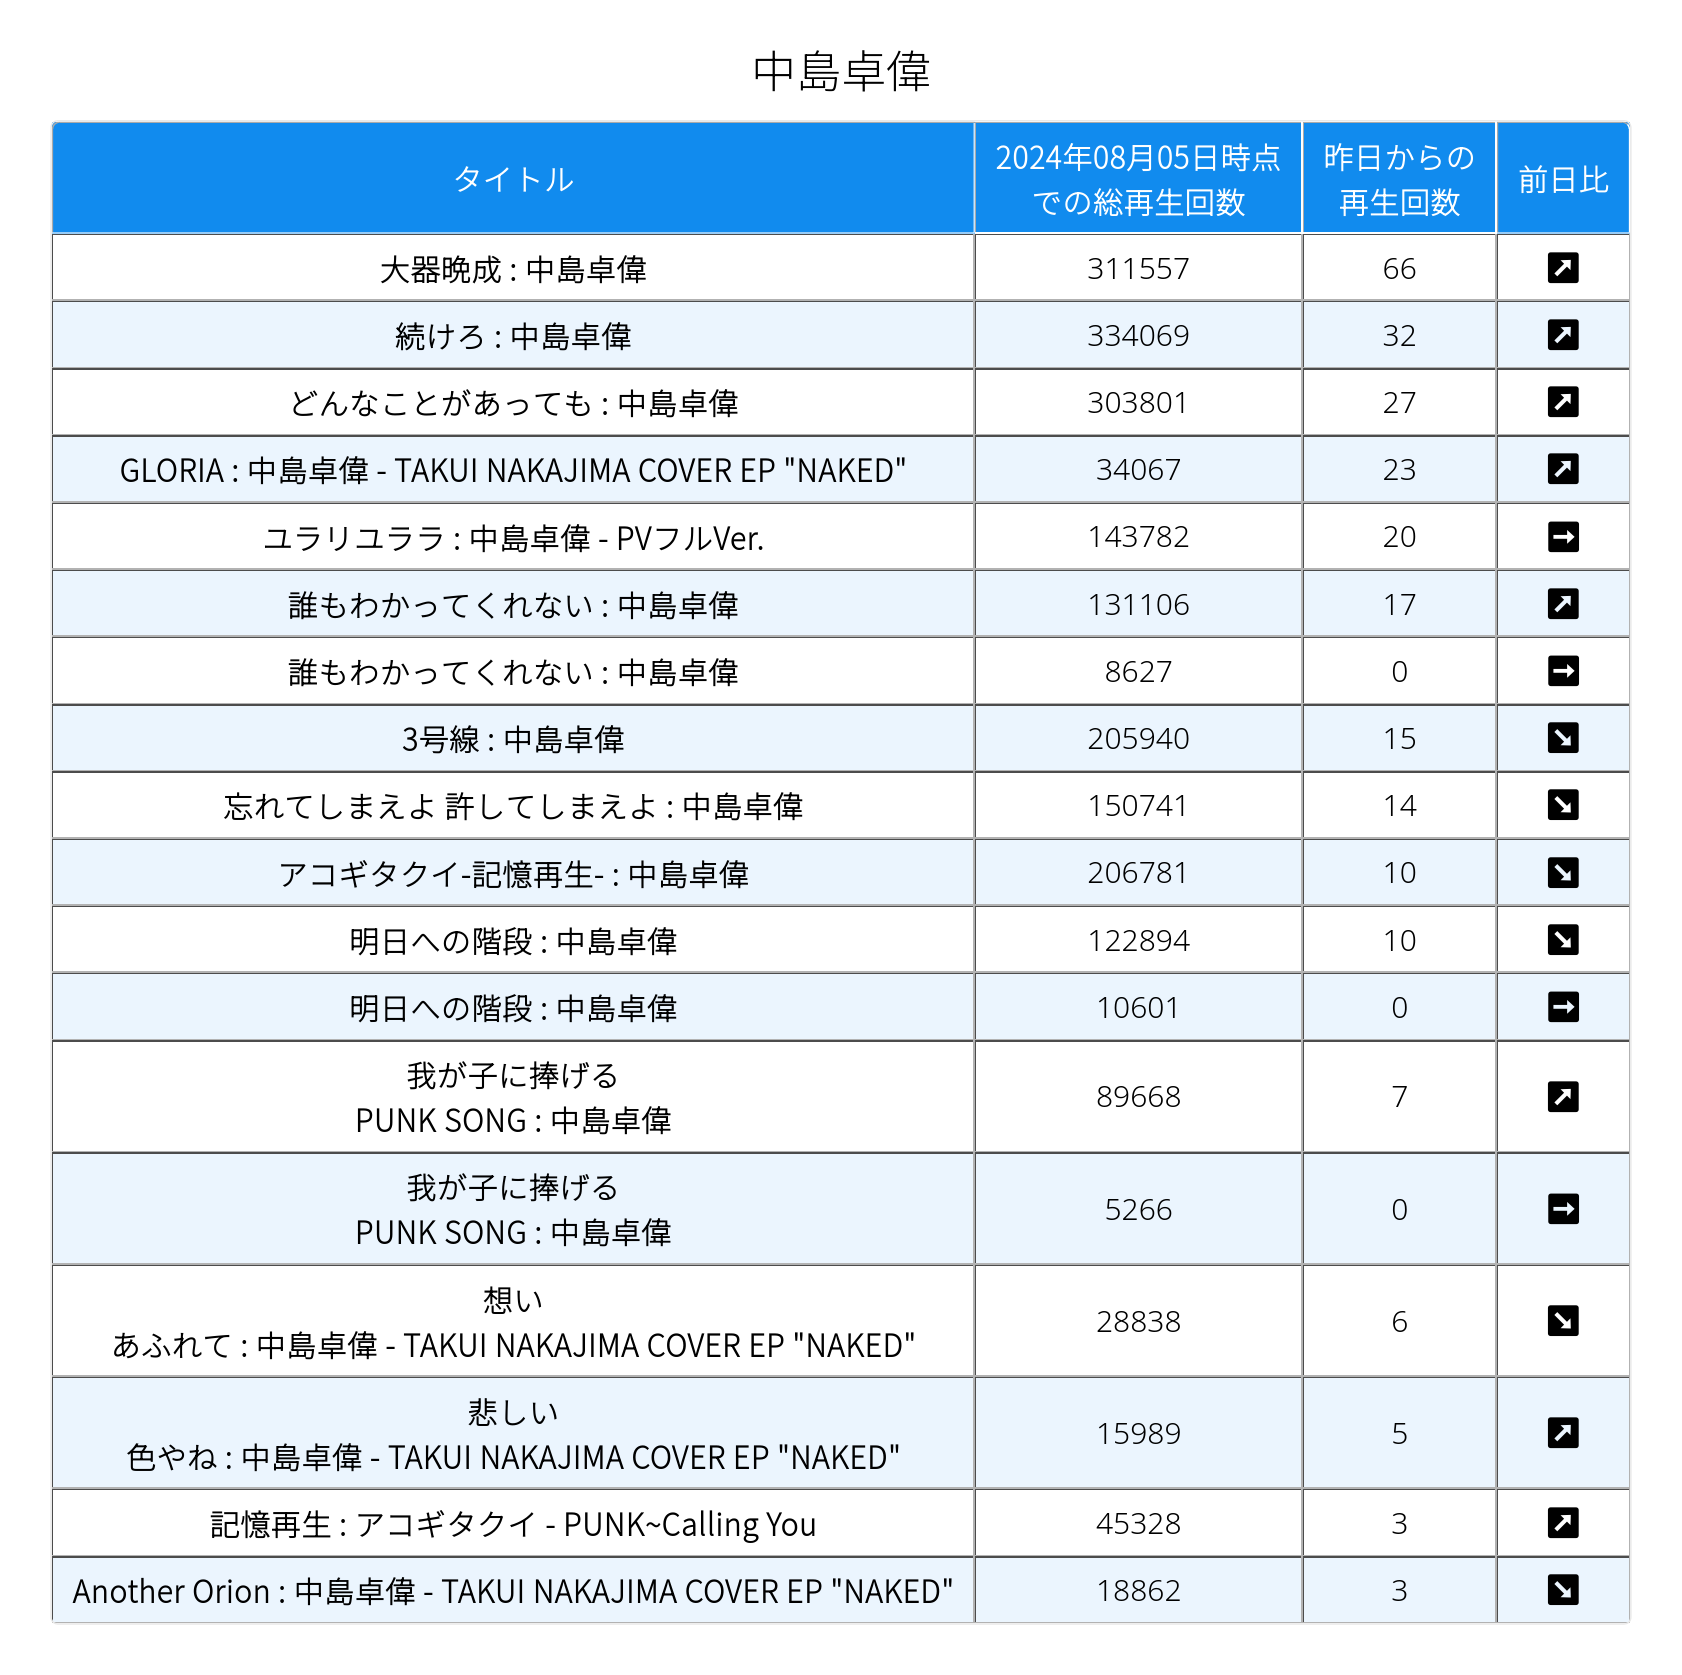 中島卓偉
タイトル
2024年08月05日時点
での総再生回数
昨日からの
再生回数
前日比
大器晩成 : 中島卓偉 311557 66
続けろ : 中島卓偉 334069 32
どんなことがあっても : 中島卓偉 303801 27
GLORIA : 中島卓偉 - TAKUI NAKAJIMA COVER EP "NAKED" 34067 23
ユラリユララ : 中島卓偉 - PVフルVer. 143782 20
誰もわかってくれない : 中島卓偉 131106 17
誰もわかってくれない : 中島卓偉 8627 0
3号線 : 中島卓偉 205940 15
忘れてしまえよ 許してしまえよ : 中島卓偉 150741 14
アコギタクイ-記憶再生- : 中島卓偉 206781 10
明日への階段 : 中島卓偉 122894 10
明日への階段 : 中島卓偉 10601 0
我が子に捧げる
PUNK SONG : 中島卓偉 89668 7
我が子に捧げる
PUNK SONG : 中島卓偉 5266 0
想い
あふれて : 中島卓偉 - TAKUI NAKAJIMA COVER EP "NAKED" 28838 6
悲しい
色やね : 中島卓偉 - TAKUI NAKAJIMA COVER EP "NAKED" 15989 5
記憶再生 : アコギタクイ - PUNK~Calling You 45328 3
Another Orion : 中島卓偉 - TAKUI NAKAJIMA COVER EP "NAKED" 18862 3